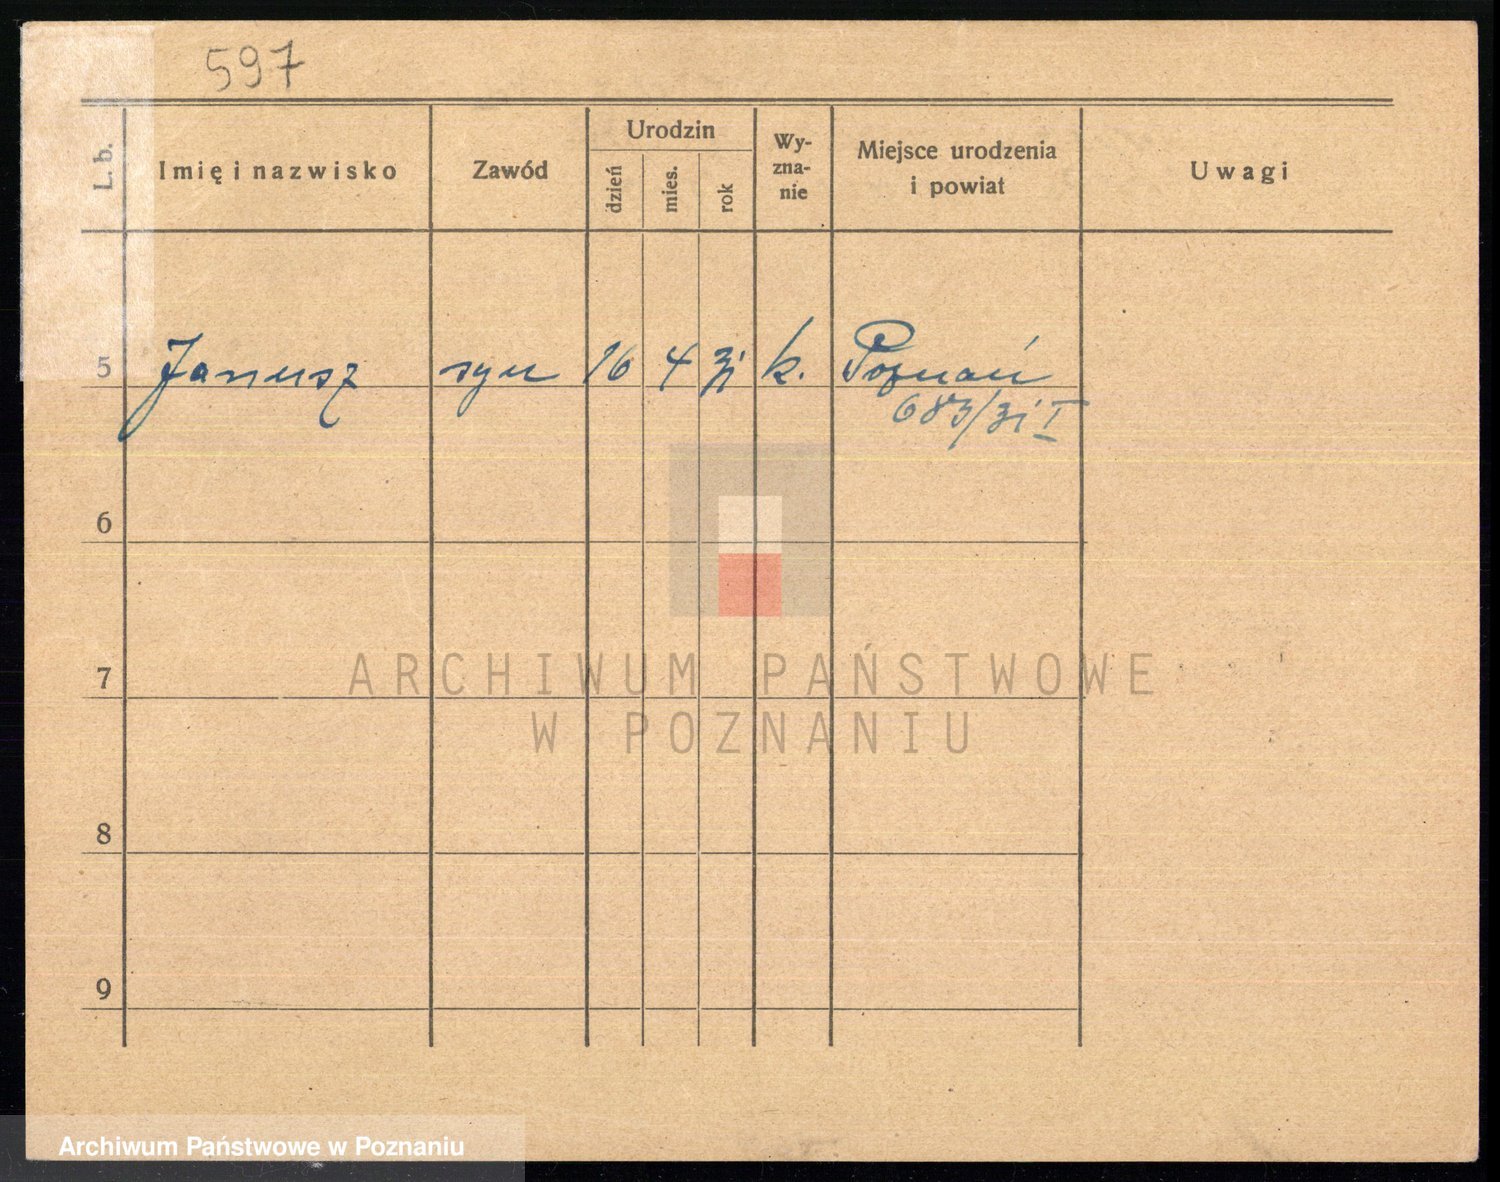 597
L. b.
Imię i nazwisko
Zawód
Urodzin
dzień
mies.
rok
Wy-
zna-
nie
Miejsce urodzenia
i powiat
Uwagi
5 Janusz syn 16 4 31 k. Poznań
683/31 I
6
7
8
9
ARCHIWUM PAŃSTWOWE
W POZNANIU
Archiwum Państwowe w Poznaniu